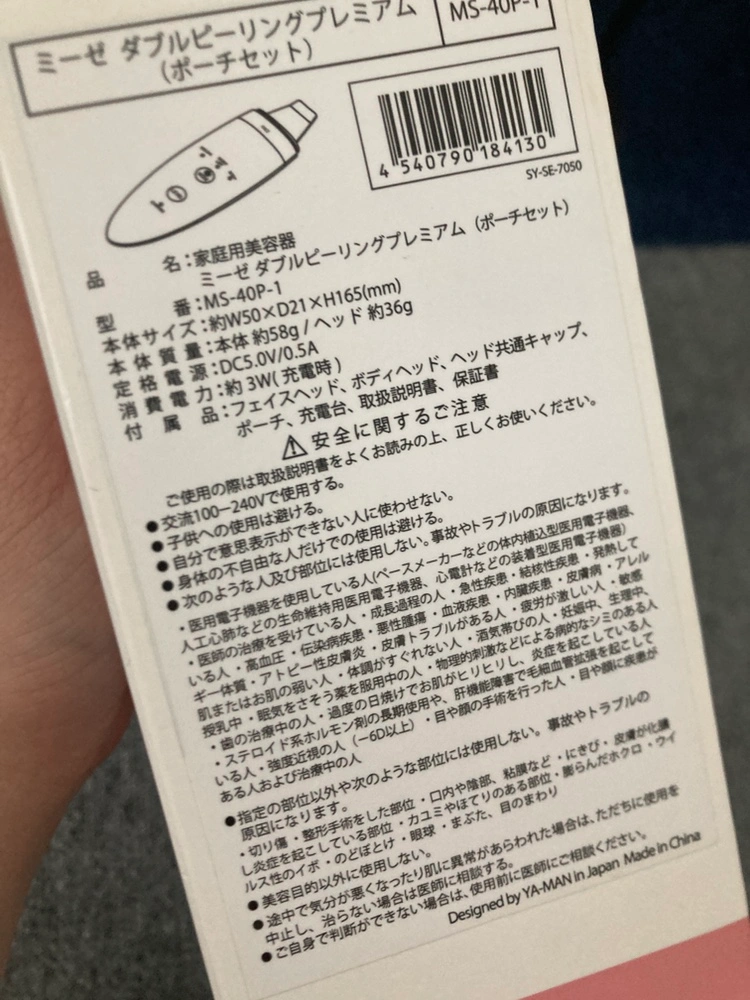 ミーゼ ダブルピーリングプレミアム
(ポーチセット)
MS-40P-1
4 540790 184130
SY-SE-7050
品 名：家庭用美容器
ミーゼ ダブルピーリングプレミアム（ポーチセット）
型 番：MS-40P-1
本体サイズ：約W50×D21×H165(mm)
本体質量：本体 約58g / ヘッド 約36g
定格電源：DC5.0V/0.5A
消費電力：約 3W( 充電時 )
付属品：フェイスヘッド、ボディヘッド、ヘッド共通キャップ、
ポーチ、充電台、取扱説明書、保証書
⚠ 安全に関するご注意
ご使用の際は取扱説明書をよくお読みの上、正しくお使いください。
●交流100－240Vで使用する。
●子供への使用は避ける。
●自分で意思表示ができない人に使わせない。
●身体の不自由な人だけでの使用は避ける。
●次のような人及び部位には使用しない。事故やトラブルの原因になります。
・医用電子機器を使用している人(ペースメーカーなどの体内植込型医用電子機器、
人工心肺などの生命維持用医用電子機器、心電計などの装着型医用電子機器)
・医師の治療を受けている人・成長過程の人・急性疾患・結核性疾患・発熱して
いる人・高血圧・伝染病疾患・悪性腫瘍・血液疾患・内臓疾患・皮膚病・アレル
ギー体質・アトピー性皮膚炎・皮膚トラブルがある人・疲労が激しい人・敏感
肌またはお肌の弱い人・体調がすぐれない人・酒気帯びの人・妊娠中、生理中、
授乳中・眠気をさそう薬を服用中の人・物理的刺激などによる病的なシミのある人
・歯の治療中の人・過度の日焼けでお肌がヒリヒリし、炎症を起こしている人
・ステロイド系ホルモン剤の長期使用や、肝機能障害で毛細血管拡張を起こして
いる人・強度近視の人（－6D以上）・目や顔の手術を行った人・目や顔に疾患が
ある人および治療中の人
●指定の部位以外や次のような部位には使用しない。事故やトラブルの
原因になります。
・切り傷・整形手術をした部位・口内や陰部、粘膜など・にきび・皮膚が化膿
し炎症を起こしている部位・カユミやほてりのある部位・膨らんだホクロ・ウイ
ルス性のイボ・のどぼとけ・眼球・まぶた、目のまわり
●美容目的以外に使用しない。
●途中で気分が悪くなったり肌に異常があらわれた場合は、ただちに使用を
中止し、治らない場合は医師に相談する。
●ご自身で判断ができない場合は、使用前に医師にご相談ください。
Designed by YA-MAN in Japan Made in China